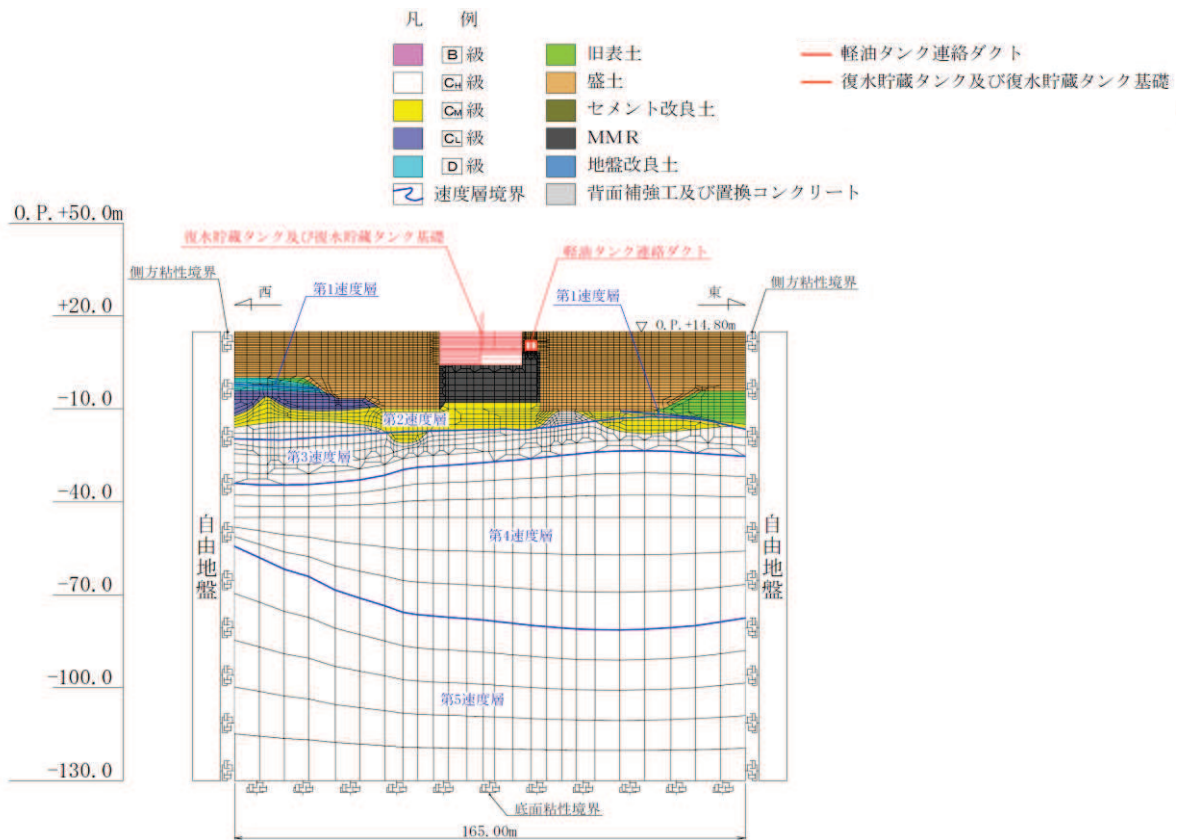 凡 例
B級
CH級
CM級
CL級
D級
速度層境界
旧表土
盛土
セメント改良土
MMR
地盤改良土
背面補強工及び置換コンクリート
軽油タンク連絡ダクト
復水貯蔵タンク及び復水貯蔵タンク基礎
O.P.+50.0m
+20.0
-10.0
-40.0
-70.0
-100.0
-130.0
復水貯蔵タンク及び復水貯蔵タンク基礎
軽油タンク連絡ダクト
側方粘性境界
側方粘性境界
西
東
第1速度層
第1速度層
O.P.+14.80m
第2速度層
第3速度層
第4速度層
第5速度層
自由地盤
自由地盤
底面粘性境界
165.00m